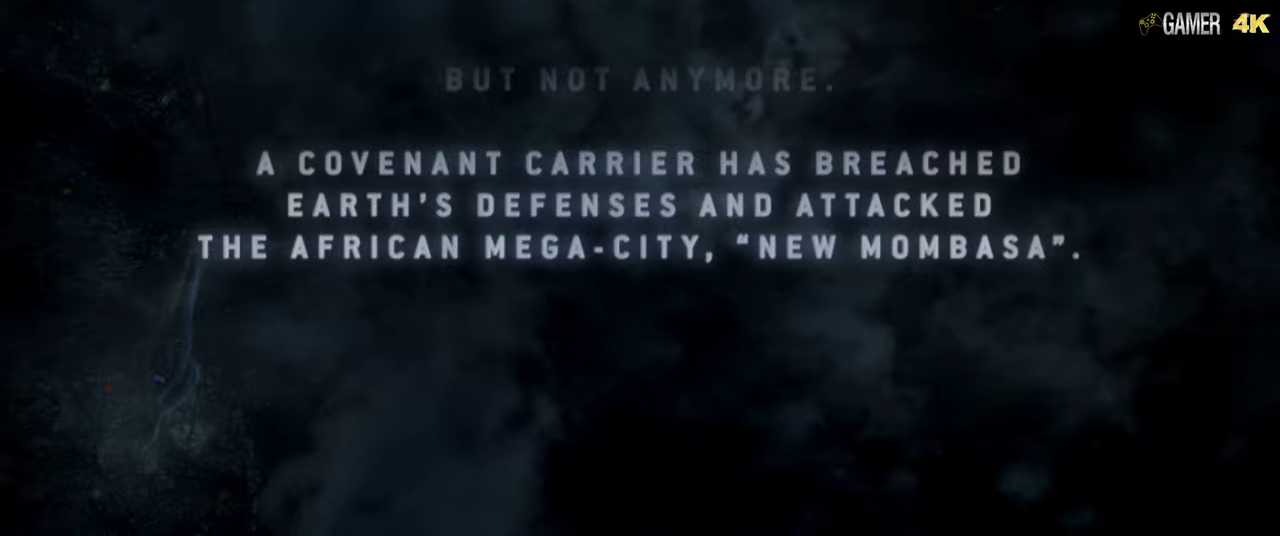 GAMER 4K
BUT NOT ANYMORE.
A COVENANT CARRIER HAS BREACHED
EARTH'S DEFENSES AND ATTACKED
THE AFRICAN MEGA-CITY, “NEW MOMBASA”.